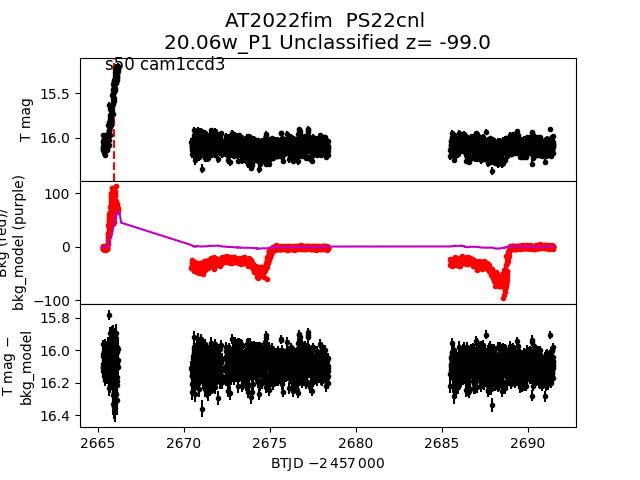 AT2022fim  PS22cnl
20.06w_P1 Unclassified z= -99.0
s50 cam1ccd3
T mag
15.5
16.0
Bkg (red)/
bkg_model (purple)
100
0
−100
T mag −
bkg_model
15.8
16.0
16.2
16.4
2665 2670 2675 2680 2685 2690
BTJD −2 457 000